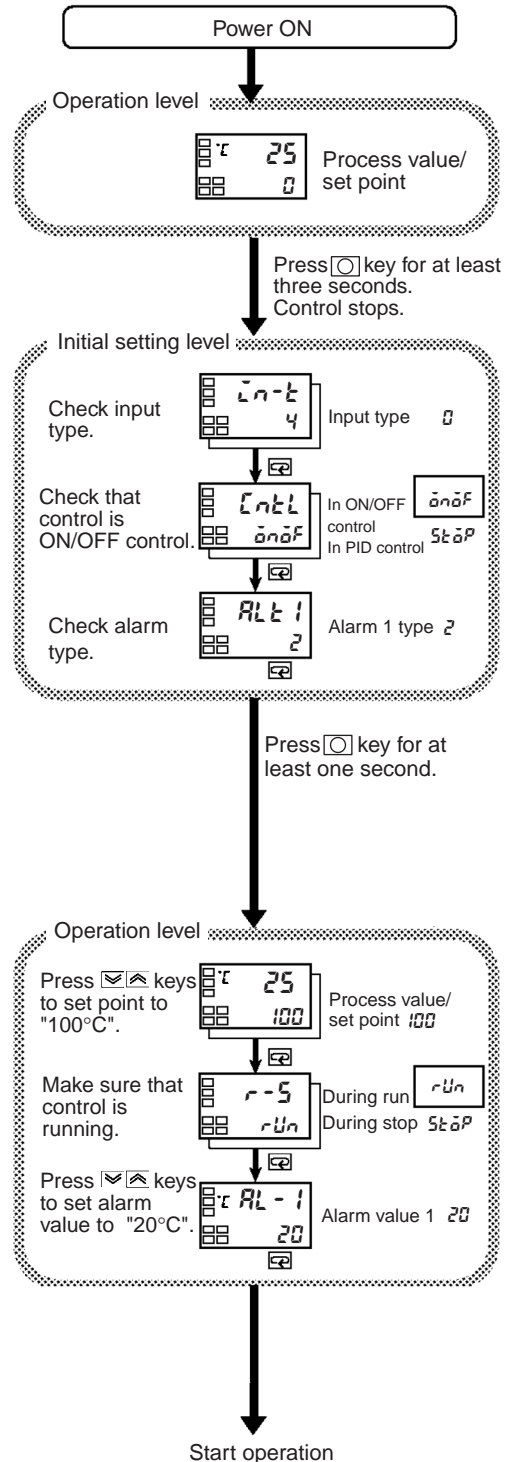 Power ON
Operation level
°C 25
0
Process value/
set point
Press key for at least
three seconds.
Control stops.
Initial setting level
Check input
type.
in-t
4
Input type 0
Check that
control is
ON/OFF control.
CntL
onoF
In ON/OFF
control
onoF
In PID control StoP
Check alarm
type.
ALt1
2
Alarm 1 type 2
Press key for at
least one second.
Operation level
Press keys
to set point to
"100°C".
°C 25
100
Process value/
set point 100
Make sure that
control is
running.
r-S
rUn
During run rUn
During stop StoP
Press keys
to set alarm
value to "20°C".
°C AL-1
20
Alarm value 1 20
Start operation